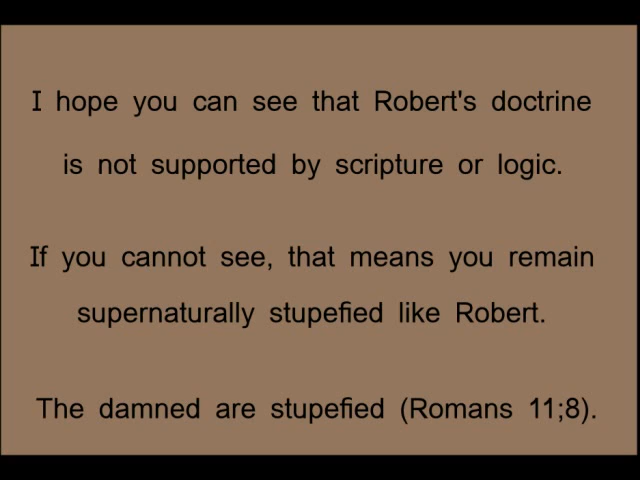 I hope you can see that Robert's doctrine
is not supported by scripture or logic.
If you cannot see, that means you remain
supernaturally stupefied like Robert.
The damned are stupefied (Romans 11;8).